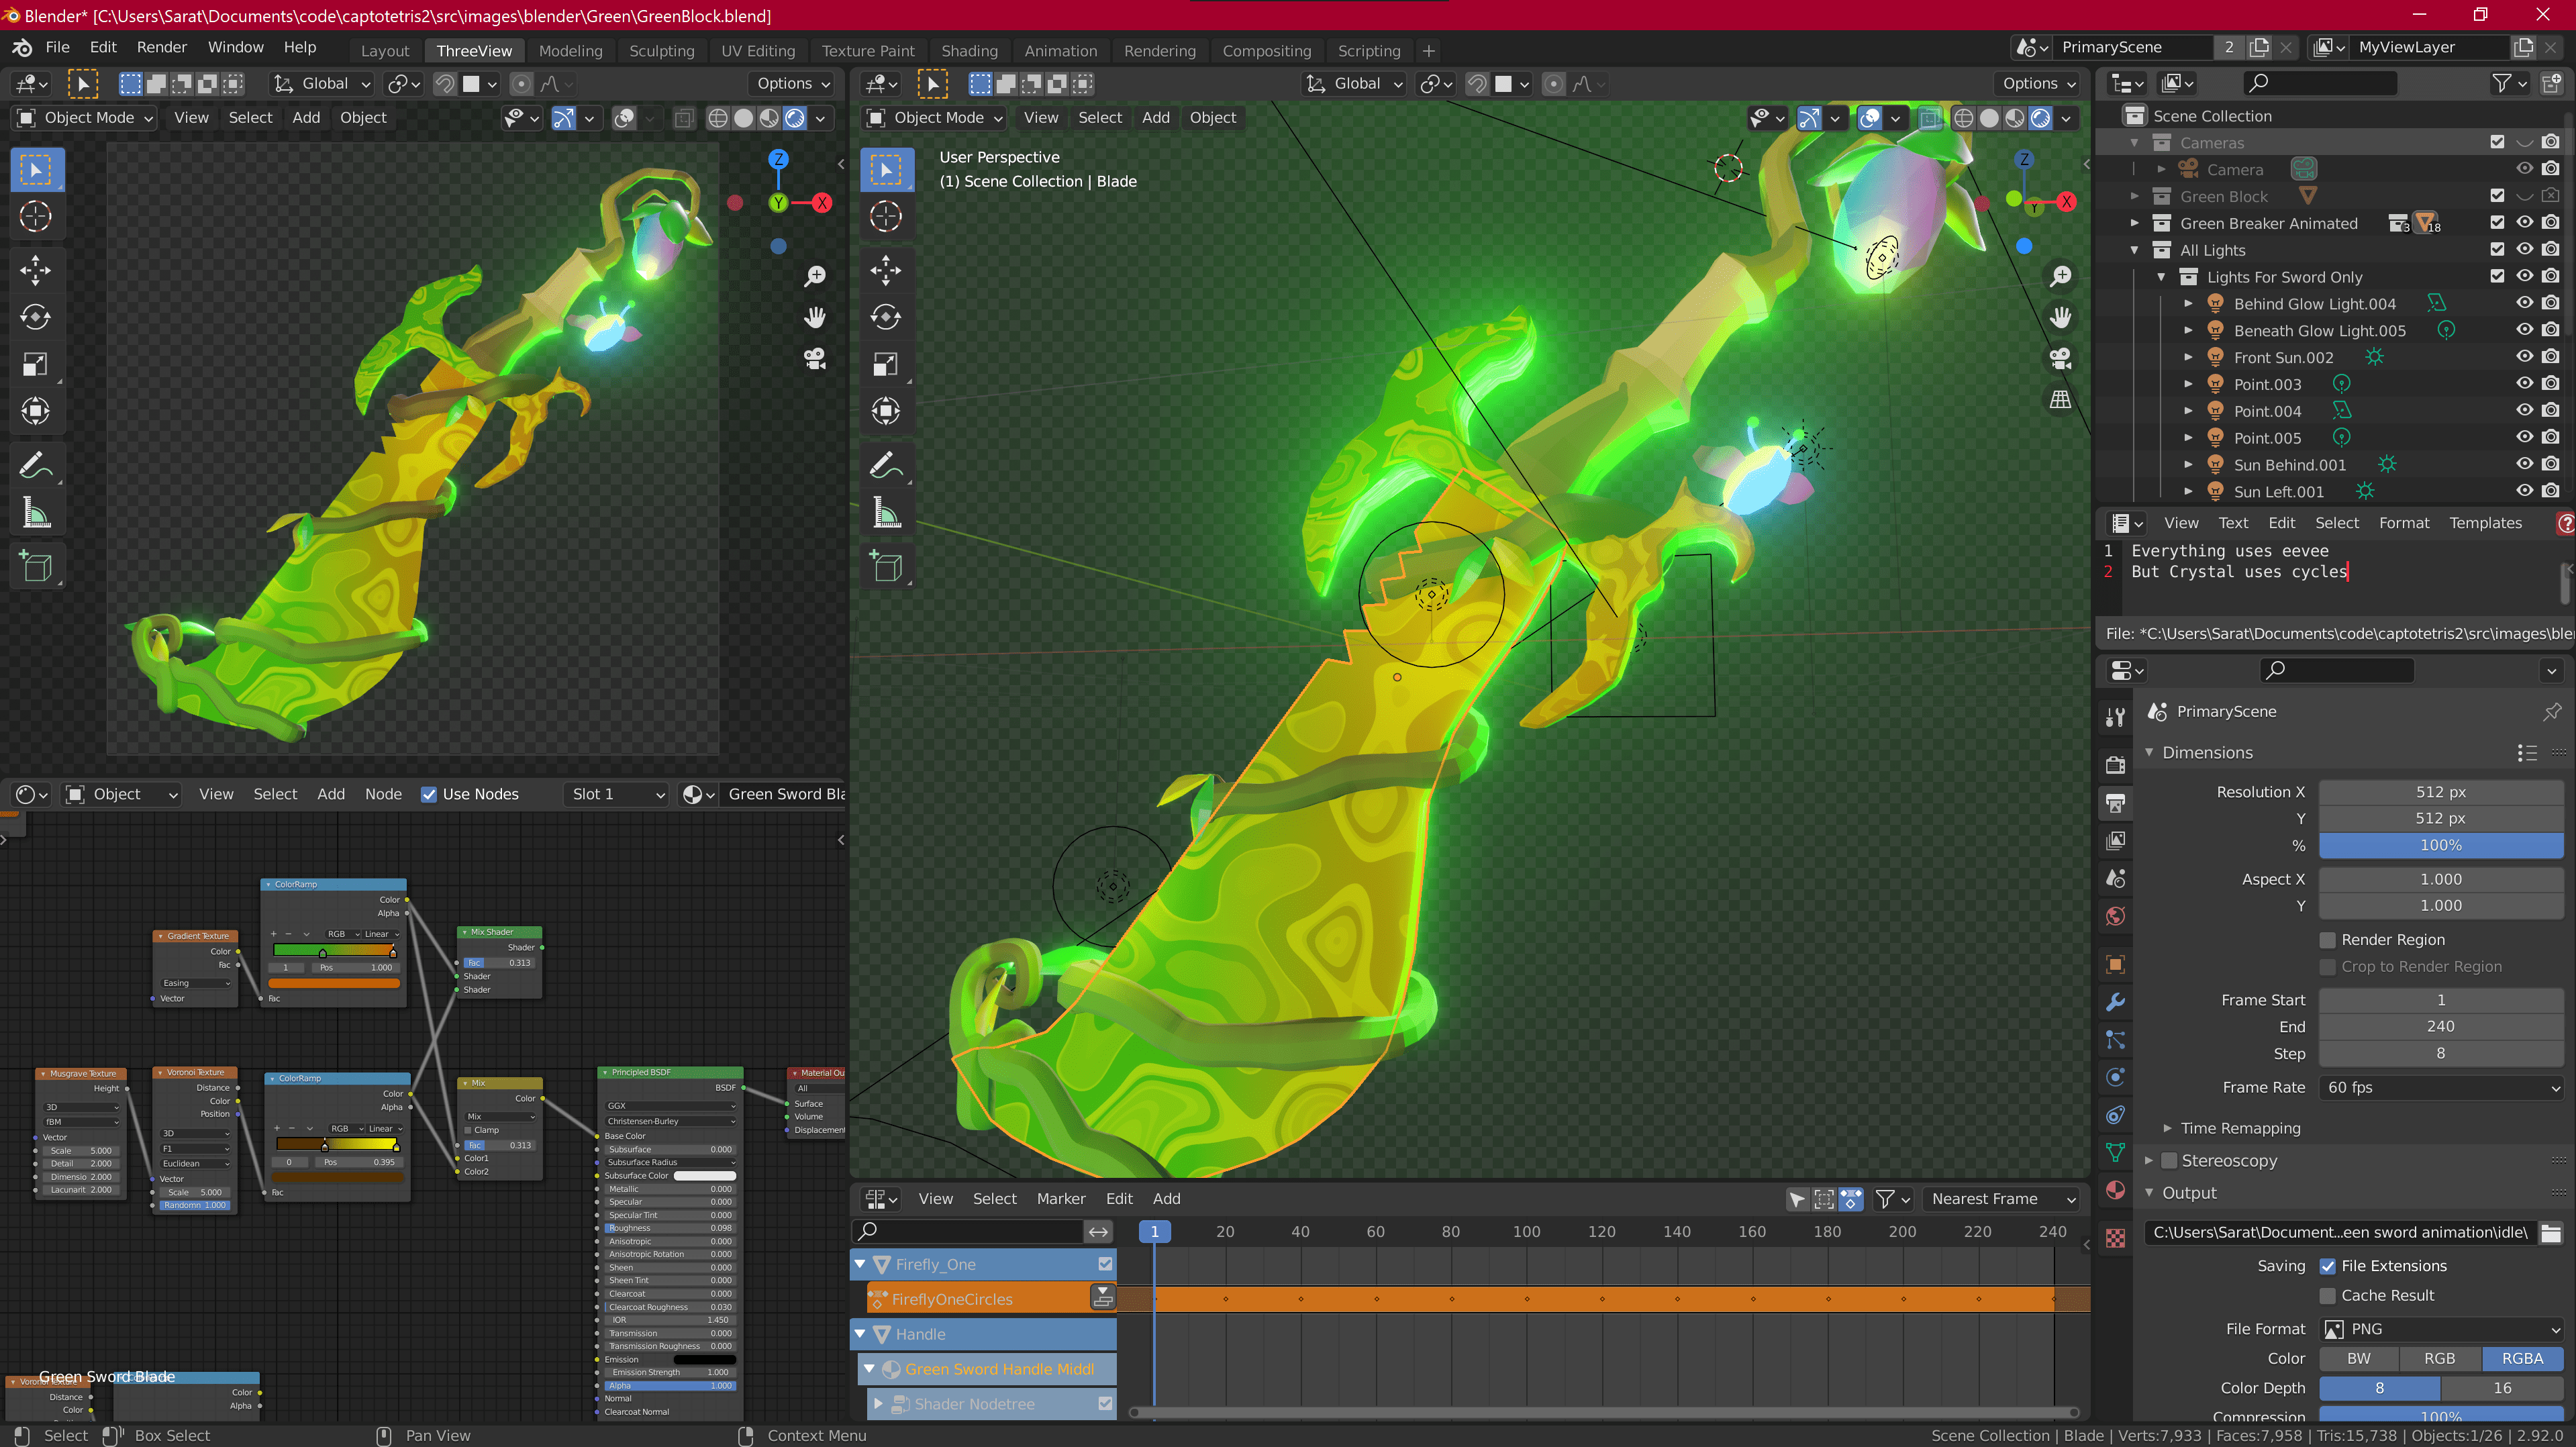 Blender* [C:\Users\Sarat\Documents\code\captotetris2\src\images\blender\Green\GreenBlock.blend]
File Edit Render Window Help
Layout ThreeView Modeling Sculpting UV Editing Texture Paint Shading Animation Rendering Compositing Scripting +
PrimaryScene 2 MyViewLayer
Global Options
Object Mode View Select Add Object
Z
Y X
Global Options
Object Mode View Select Add Object
User Perspective
(1) Scene Collection | Blade
Z
Y X
Scene Collection
Cameras
Camera
Green Block
Green Breaker Animated 3 18
All Lights
Lights For Sword Only
Behind Glow Light.004
Beneath Glow Light.005
Front Sun.002
Point.003
Point.004
Point.005
Sun Behind.001
Sun Left.001
View Text Edit Select Format Templates
1 Everything uses eevee
2 But Crystal uses cycles
File: *C:\Users\Sarat\Documents\code\captotetris2\src\images\ble
PrimaryScene
Dimensions
Resolution X 512 px
Y 512 px
% 100%
Aspect X 1.000
Y 1.000
Render Region
Crop to Render Region
Frame Start 1
End 240
Step 8
Frame Rate 60 fps
Time Remapping
Stereoscopy
Output
C:\Users\Sarat\Document...een sword animation\idle\
Saving File Extensions
Cache Result
File Format PNG
Color BW RGB RGBA
Color Depth 8 16
Compression 100%
Object View Select Add Node Use Nodes Slot 1 Green Sword Bla
ColorRamp
Color
Alpha
RGB Linear
1 Pos 1.000
Fac
Gradient Texture
Color
Fac
Easing
Vector
Mix Shader
Shader
Fac 0.313
Shader
Shader
Musgrave Texture
Height
3D
fBM
Vector
Scale 5.000
Detail 2.000
Dimensio 2.000
Lacunarit 2.000
Voronoi Texture
Distance
Color
Position
3D
F1
Euclidean
Vector
Scale 5.000
Randomn 1.000
ColorRamp
Color
Alpha
RGB Linear
0 Pos 0.395
Fac
Mix
Color
Mix
Clamp
Fac 0.313
Color1
Color2
Principled BSDF
BSDF
GGX
Christensen-Burley
Base Color
Subsurface 0.000
Subsurface Radius
Subsurface Color
Metallic 0.000
Specular 0.000
Specular Tint 0.000
Roughness 0.098
Anisotropic 0.000
Anisotropic Rotation 0.000
Sheen 0.000
Sheen Tint 0.000
Clearcoat 0.000
Clearcoat Roughness 0.030
IOR 1.450
Transmission 0.000
Transmission Roughness 0.000
Emission
Emission Strength 1.000
Alpha 1.000
Normal
Clearcoat Normal
Material Ou
All
Surface
Volume
Displacement
Green Sword Blade
Distance
Color
Color
Alpha
View Select Marker Edit Add Nearest Frame
1 20 40 60 80 100 120 140 160 180 200 220 240
Firefly_One
FireflyOneCircles
Handle
Green Sword Handle Middl
Shader Nodetree
Select Box Select Pan View Context Menu
Scene Collection | Blade | Verts:7,933 | Faces:7,958 | Tris:15,738 | Objects:1/26 | 2.92.0